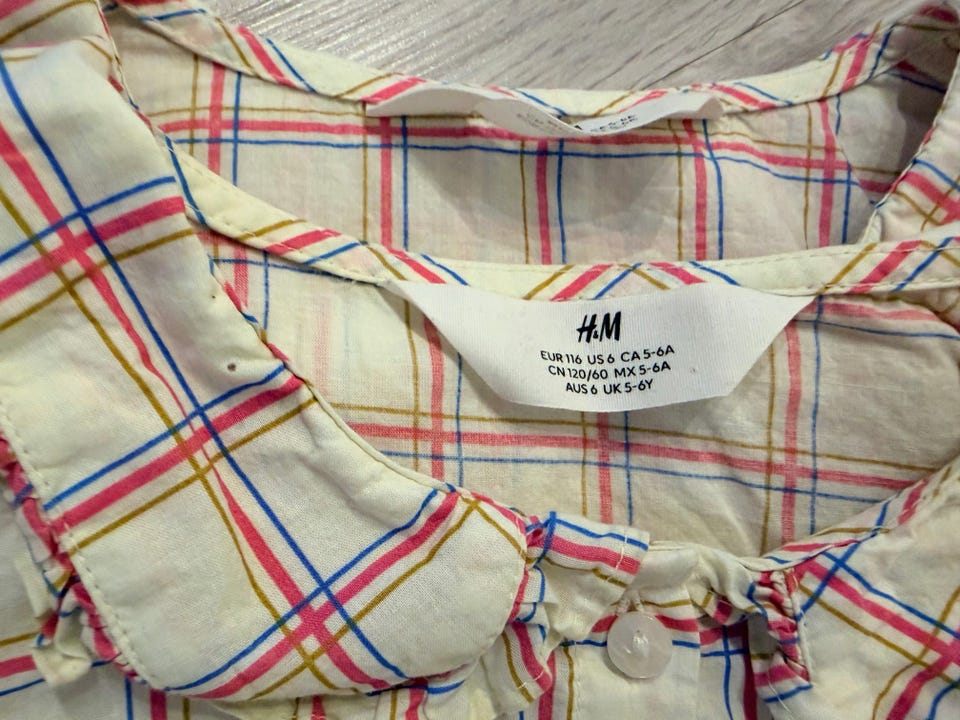 H&M
EUR 116 US 6 CA 5-6A
CN 120/60 MX 5-6A
AUS 6 UK 5-6Y